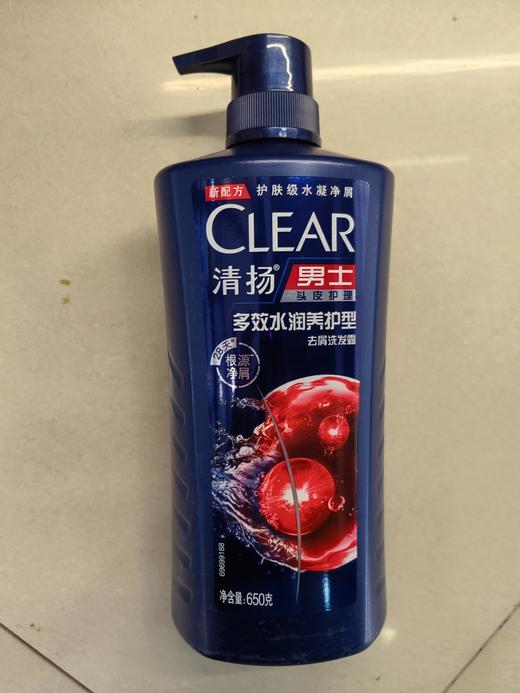 新配方 护肤级水凝净屑
CLEAR
清扬® 男士
头皮护理
多效水润养护型
去屑洗发露
28天
根源
净屑
69699188
净含量:650克